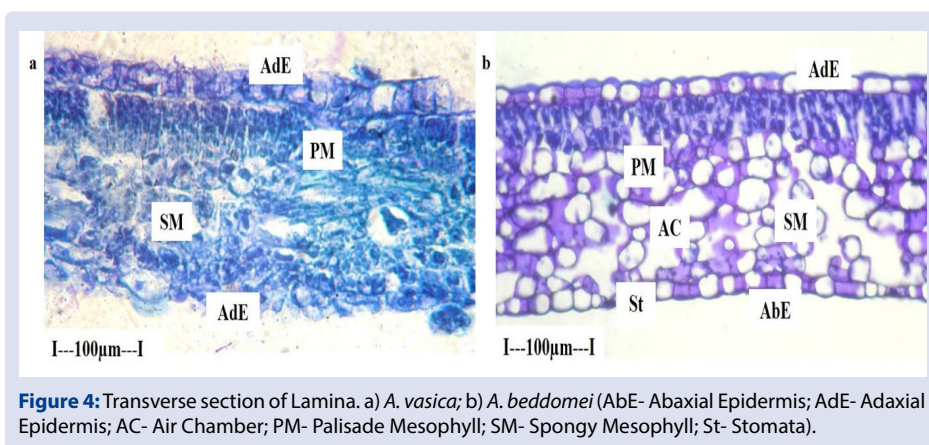 a
AdE
PM
SM
AdE
I---100µm---I
b
AdE
PM
AC
SM
St
AbE
I---100µm---I
Figure 4: Transverse section of Lamina. a) A. vasica; b) A. beddomei (AbE- Abaxial Epidermis; AdE- Adaxial
Epidermis; AC- Air Chamber; PM- Palisade Mesophyll; SM- Spongy Mesophyll; St- Stomata).